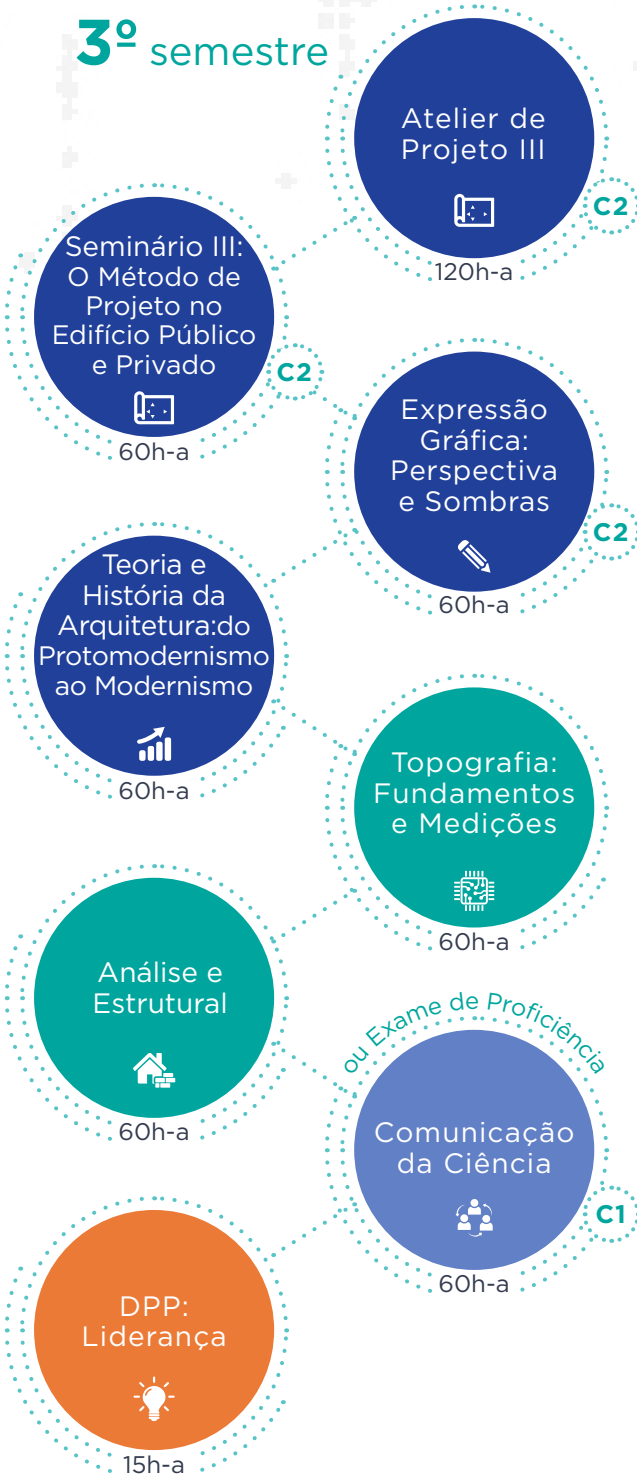 3º semestre
Atelier de
Projeto III
C2
120h-a
Seminário III:
O Método de
Projeto no
Edifício Público
e Privado
C2
60h-a
Expressão
Gráfica:
Perspectiva
e Sombras
C2
60h-a
Teoria e
História da
Arquitetura:do
Protomodernismo
ao Modernismo
60h-a
Topografia:
Fundamentos
e Medições
60h-a
Análise e
Estrutural
60h-a
ou Exame de Proficiência
Comunicação
da Ciência
C1
60h-a
DPP:
Liderança
15h-a